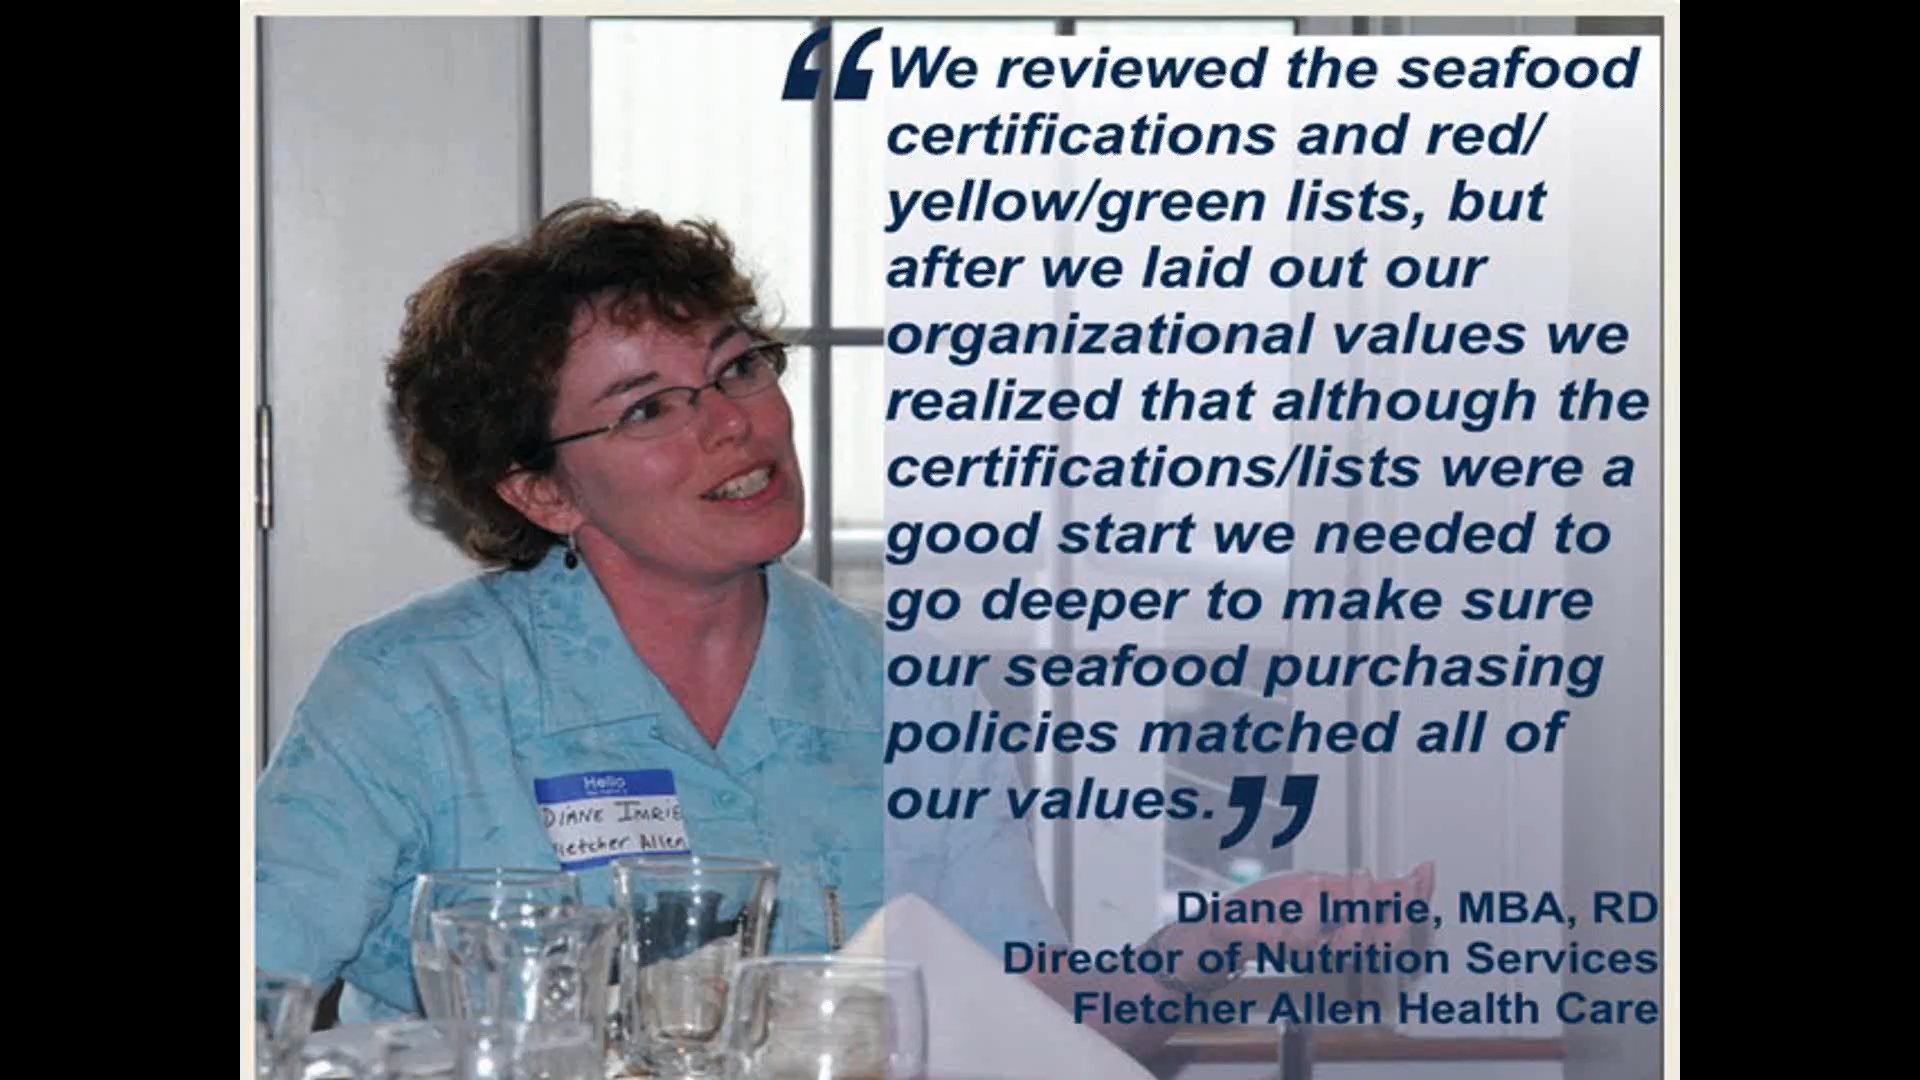 “We reviewed the seafood
certifications and red/
yellow/green lists, but
after we laid out our
organizational values we
realized that although the
certifications/lists were a
good start we needed to
go deeper to make sure
our seafood purchasing
policies matched all of
our values.”
Diane Imrie, MBA, RD
Director of Nutrition Services
Fletcher Allen Health Care
Hello
DIANE IMRIE
Fletcher Allen